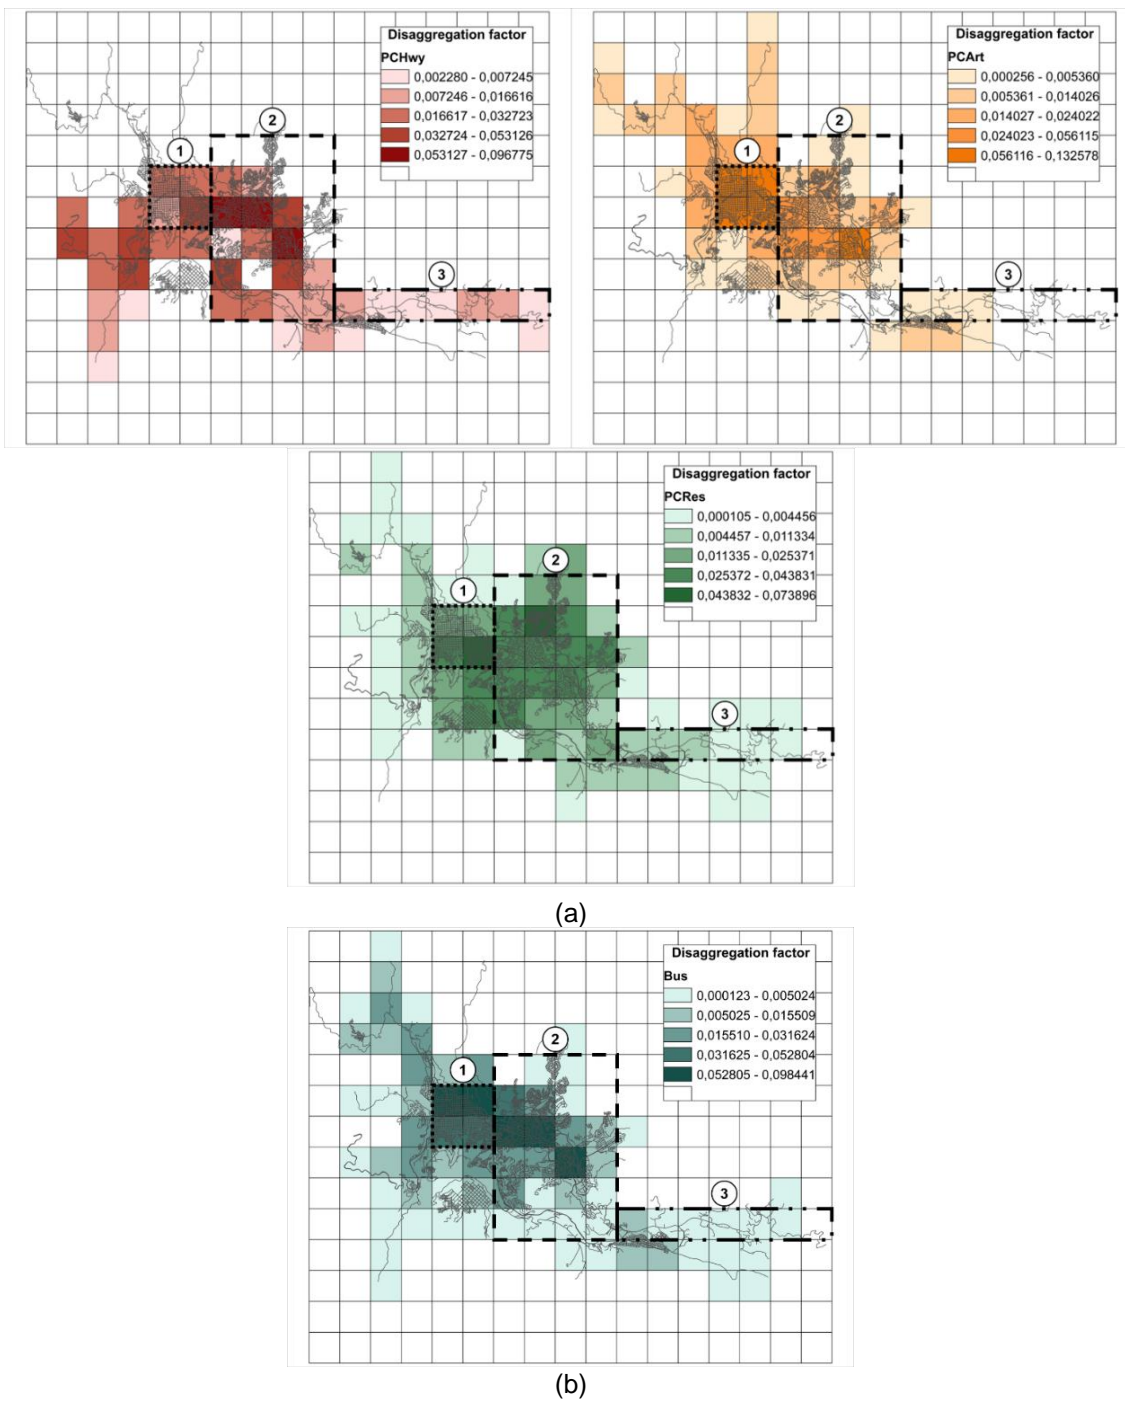 Disaggregation factor
PCHwy
0,002280 - 0,007245
0,007246 - 0,016616
0,016617 - 0,032723
0,032724 - 0,053126
0,053127 - 0,096775
1
2
3
Disaggregation factor
PCArt
0,000256 - 0,005360
0,005361 - 0,014026
0,014027 - 0,024022
0,024023 - 0,056115
0,056116 - 0,132578
1
2
3
Disaggregation factor
PCRes
0,000105 - 0,004456
0,004457 - 0,011334
0,011335 - 0,025371
0,025372 - 0,043831
0,043832 - 0,073896
1
2
3
(a)
Disaggregation factor
Bus
0,000123 - 0,005024
0,005025 - 0,015509
0,015510 - 0,031624
0,031625 - 0,052804
0,052805 - 0,098441
1
2
3
(b)